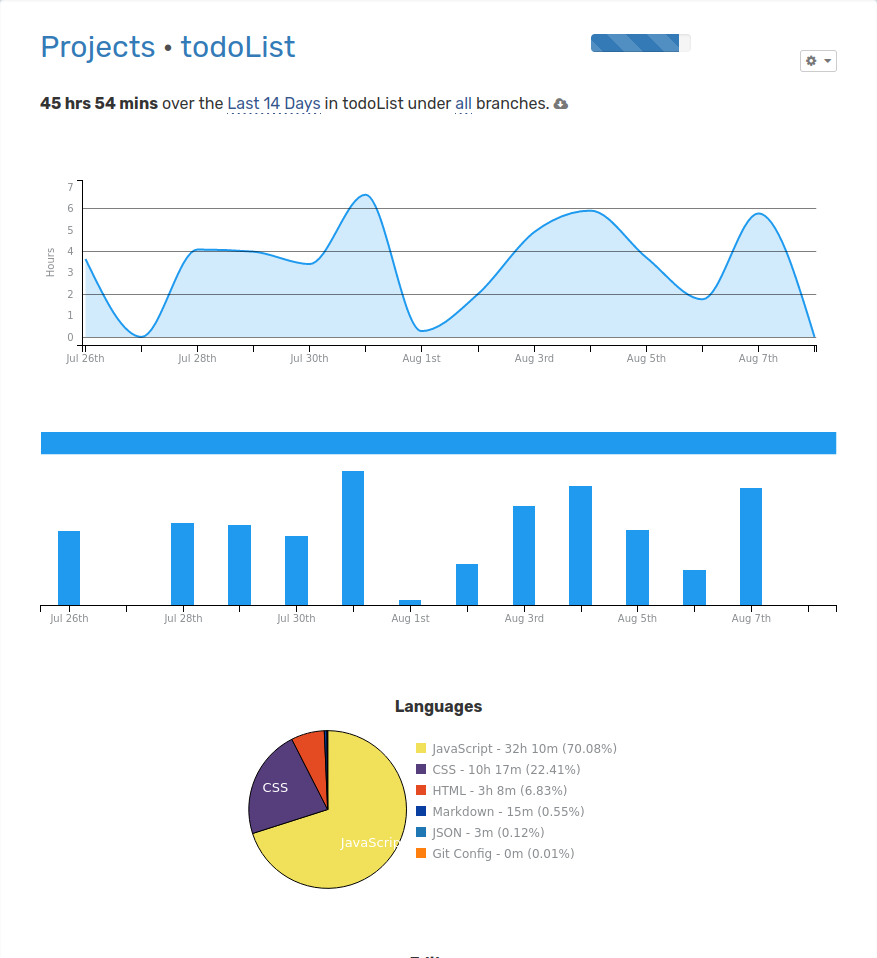 Projects • todoList
45 hrs 54 mins over the Last 14 Days in todoList under all branches.
7
6
5
4
3
2
1
0
Hours
Jul 26th Jul 28th Jul 30th Aug 1st Aug 3rd Aug 5th Aug 7th
Jul 26th Jul 28th Jul 30th Aug 1st Aug 3rd Aug 5th Aug 7th
Languages
CSS
JavaScrip
JavaScript - 32h 10m (70.08%)
CSS - 10h 17m (22.41%)
HTML - 3h 8m (6.83%)
Markdown - 15m (0.55%)
JSON - 3m (0.12%)
Git Config - 0m (0.01%)